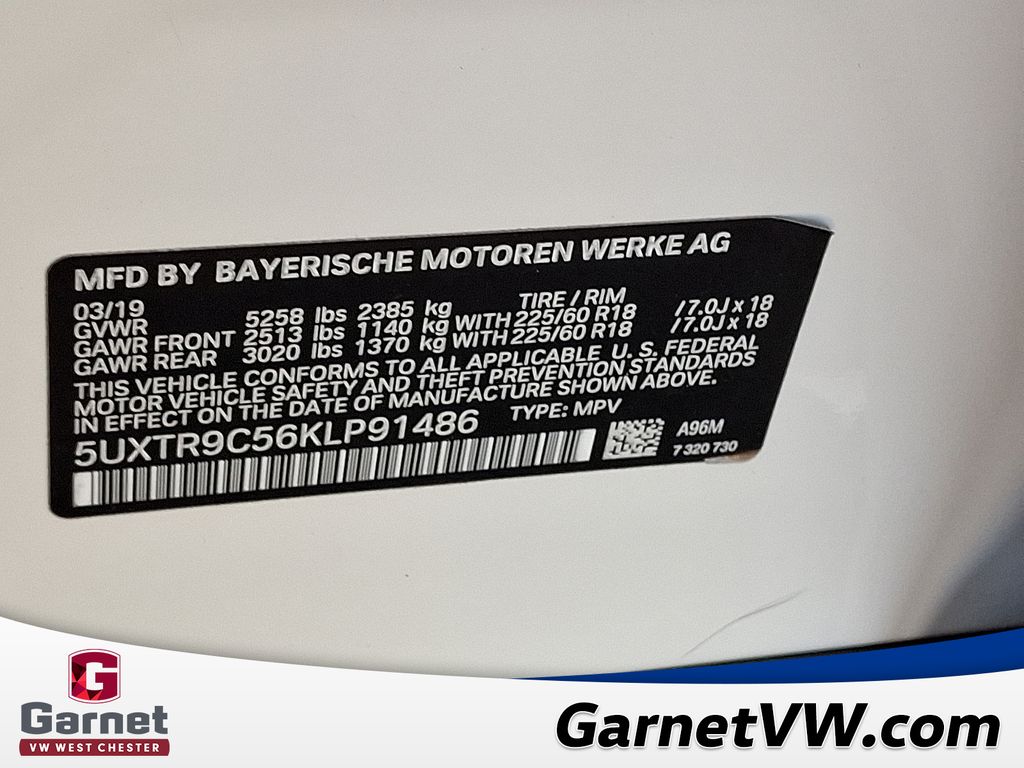 MFD BY BAYERISCHE MOTOREN WERKE AG
03/19 TIRE / RIM
GVWR 5258 lbs 2385 kg
GAWR FRONT 2513 lbs 1140 kg WITH 225/60 R18 /7.0J x 18
GAWR REAR 3020 lbs 1370 kg WITH 225/60 R18 /7.0J x 18
THIS VEHICLE CONFORMS TO ALL APPLICABLE U. S. FEDERAL
MOTOR VEHICLE SAFETY AND THEFT PREVENTION STANDARDS
IN EFFECT ON THE DATE OF MANUFACTURE SHOWN ABOVE.
5UXTR9C56KLP91486 TYPE: MPV
A96M
7 320 730
G
Garnet
VW WEST CHESTER
GarnetVW.com